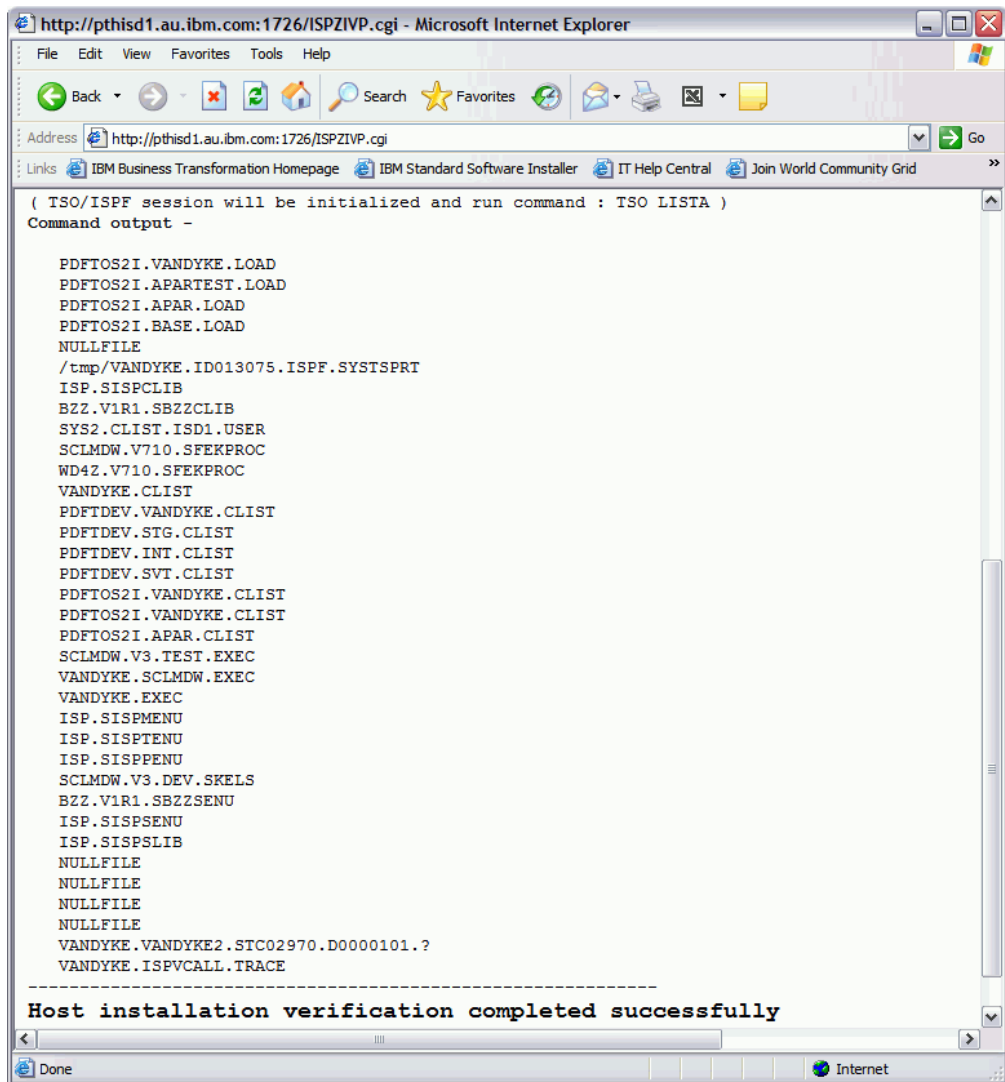 http://pthisd1.au.ibm.com:1726/ISPZIVP.cgi - Microsoft Internet Explorer
File Edit View Favorites Tools Help
Back Search Favorites
Address http://pthisd1.au.ibm.com:1726/ISPZIVP.cgi Go
Links IBM Business Transformation Homepage IBM Standard Software Installer IT Help Central Join World Community Grid »
( TSO/ISPF session will be initialized and run command : TSO LISTA )
Command output -
PDFTOS2I.VANDYKE.LOAD
PDFTOS2I.APARTEST.LOAD
PDFTOS2I.APAR.LOAD
PDFTOS2I.BASE.LOAD
NULLFILE
/tmp/VANDYKE.ID013075.ISPF.SYSTSPRT
ISP.SISPCLIB
BZZ.V1R1.SBZZCLIB
SYS2.CLIST.ISD1.USER
SCLMDW.V710.SFEKPROC
WD4Z.V710.SFEKPROC
VANDYKE.CLIST
PDFTDEV.VANDYKE.CLIST
PDFTDEV.STG.CLIST
PDFTDEV.INT.CLIST
PDFTDEV.SVT.CLIST
PDFTOS2I.VANDYKE.CLIST
PDFTOS2I.VANDYKE.CLIST
PDFTOS2I.APAR.CLIST
SCLMDW.V3.TEST.EXEC
VANDYKE.SCLMDW.EXEC
VANDYKE.EXEC
ISP.SISPMENU
ISP.SISPTENU
ISP.SISPPENU
SCLMDW.V3.DEV.SKELS
BZZ.V1R1.SBZZSENU
ISP.SISPSENU
ISP.SISPSLIB
NULLFILE
NULLFILE
NULLFILE
NULLFILE
VANDYKE.VANDYKE2.STC02970.D0000101.?
VANDYKE.ISPVCALL.TRACE
-------------------------------------------------------------
Host installation verification completed successfully
Done Internet